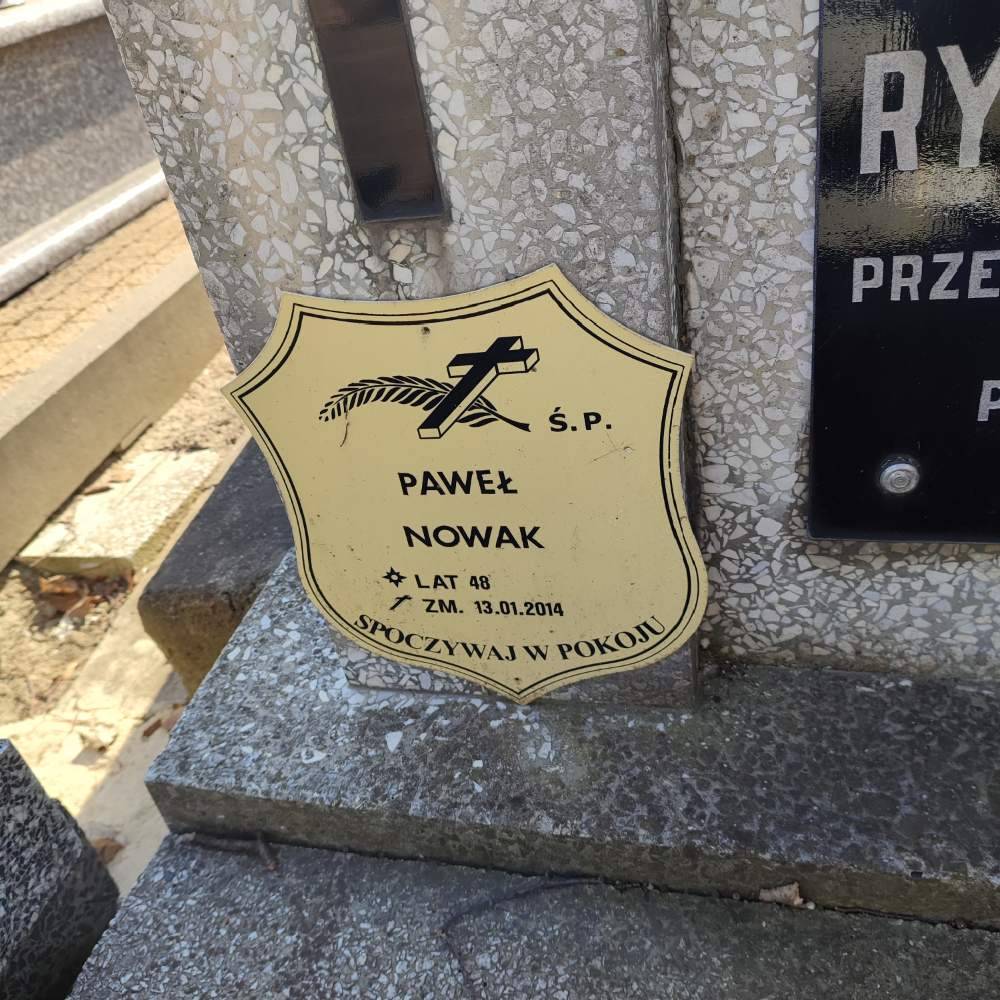 Ś.P.
PAWEŁ
NOWAK
LAT 48
ZM. 13.01.2014
SPOCZYWAJ W POKOJU
RY
PRZE
P